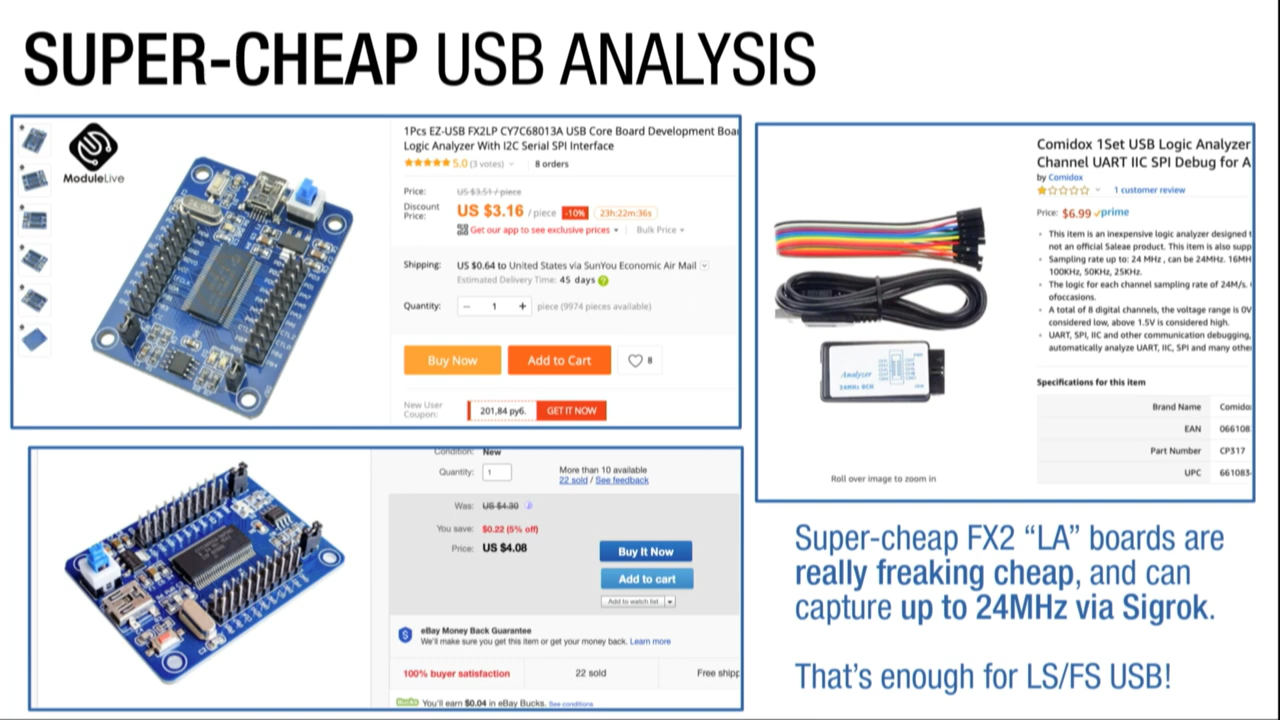 SUPER-CHEAP USB ANALYSIS
ModuleLive
1Pcs EZ-USB FX2LP CY7C68013A USB Core Board Development Boa
Logic Analyzer With I2C Serial SPI Interface
5.0 (3 votes) 8 orders
Price: US $3.51 / piece
Discount
Price: US $3.16 / piece -10% 23h:22m:36s
Get our app to see exclusive prices Bulk Price
Shipping: US $0.64 to United States via SunYou Economic Air Mail
Estimated Delivery Time: 45 days
Quantity: − 1 + piece (9974 pieces available)
Buy Now Add to Cart 8
New User
Coupon: 201,84 руб. GET IT NOW
Comidox 1Set USB Logic Analyzer
Channel UART IIC SPI Debug for A
by Comidox
1 customer review
Price: $6.99 prime
This item is an inexpensive logic analyzer designed
not an official Saleae product. This item is also supp
Sampling rate up to: 24 MHz , can be 24MHz. 16MH
100KHz, 50KHz, 25KHz.
The logic for each channel sampling rate of 24M/s.
ofoccasions.
A total of 8 digital channels, the voltage range is 0V
considered low, above 1.5V is considered high.
UART, SPI, IIC and other communication debugging,
automatically analyze UART, IIC, SPI and many othe
Specifications for this item
Brand Name Comido
EAN 066108
Part Number CP317
UPC 661083
Analyzer
24MHz 8CH
Roll over image to zoom in
Condition: New
Quantity: 1 More than 10 available
22 sold / See feedback
Was: US $4.30
You save: $0.22 (5% off)
Price: US $4.08 Buy It Now
Add to cart
Add to watch list
eBay Money Back Guarantee
We'll make sure you get this item or get your money back. Learn more
100% buyer satisfaction 22 sold Free shipp
Bucks You'll earn $0.04 in eBay Bucks. See conditions
Super-cheap FX2 “LA” boards are
really freaking cheap, and can
capture up to 24MHz via Sigrok.
That’s enough for LS/FS USB!